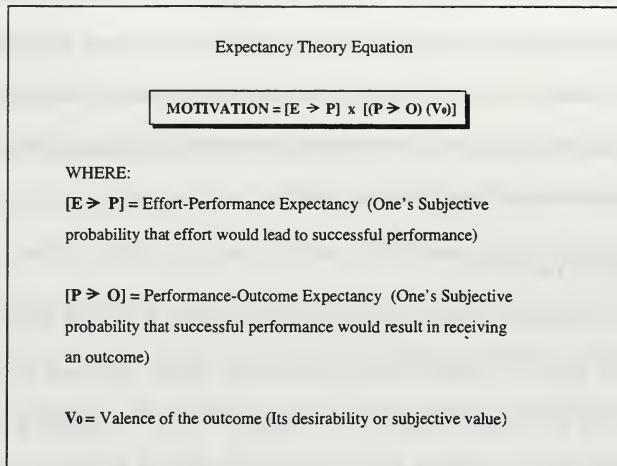 Expectancy Theory Equation
MOTIVATION = [E → P] x [(P → O) (Vo)]
WHERE:
[E → P] = Effort-Performance Expectancy (One's Subjective
probability that effort would lead to successful performance)
[P → O] = Performance-Outcome Expectancy (One's Subjective
probability that successful performance would result in receiving
an outcome)
Vo = Valence of the outcome (Its desirability or subjective value)